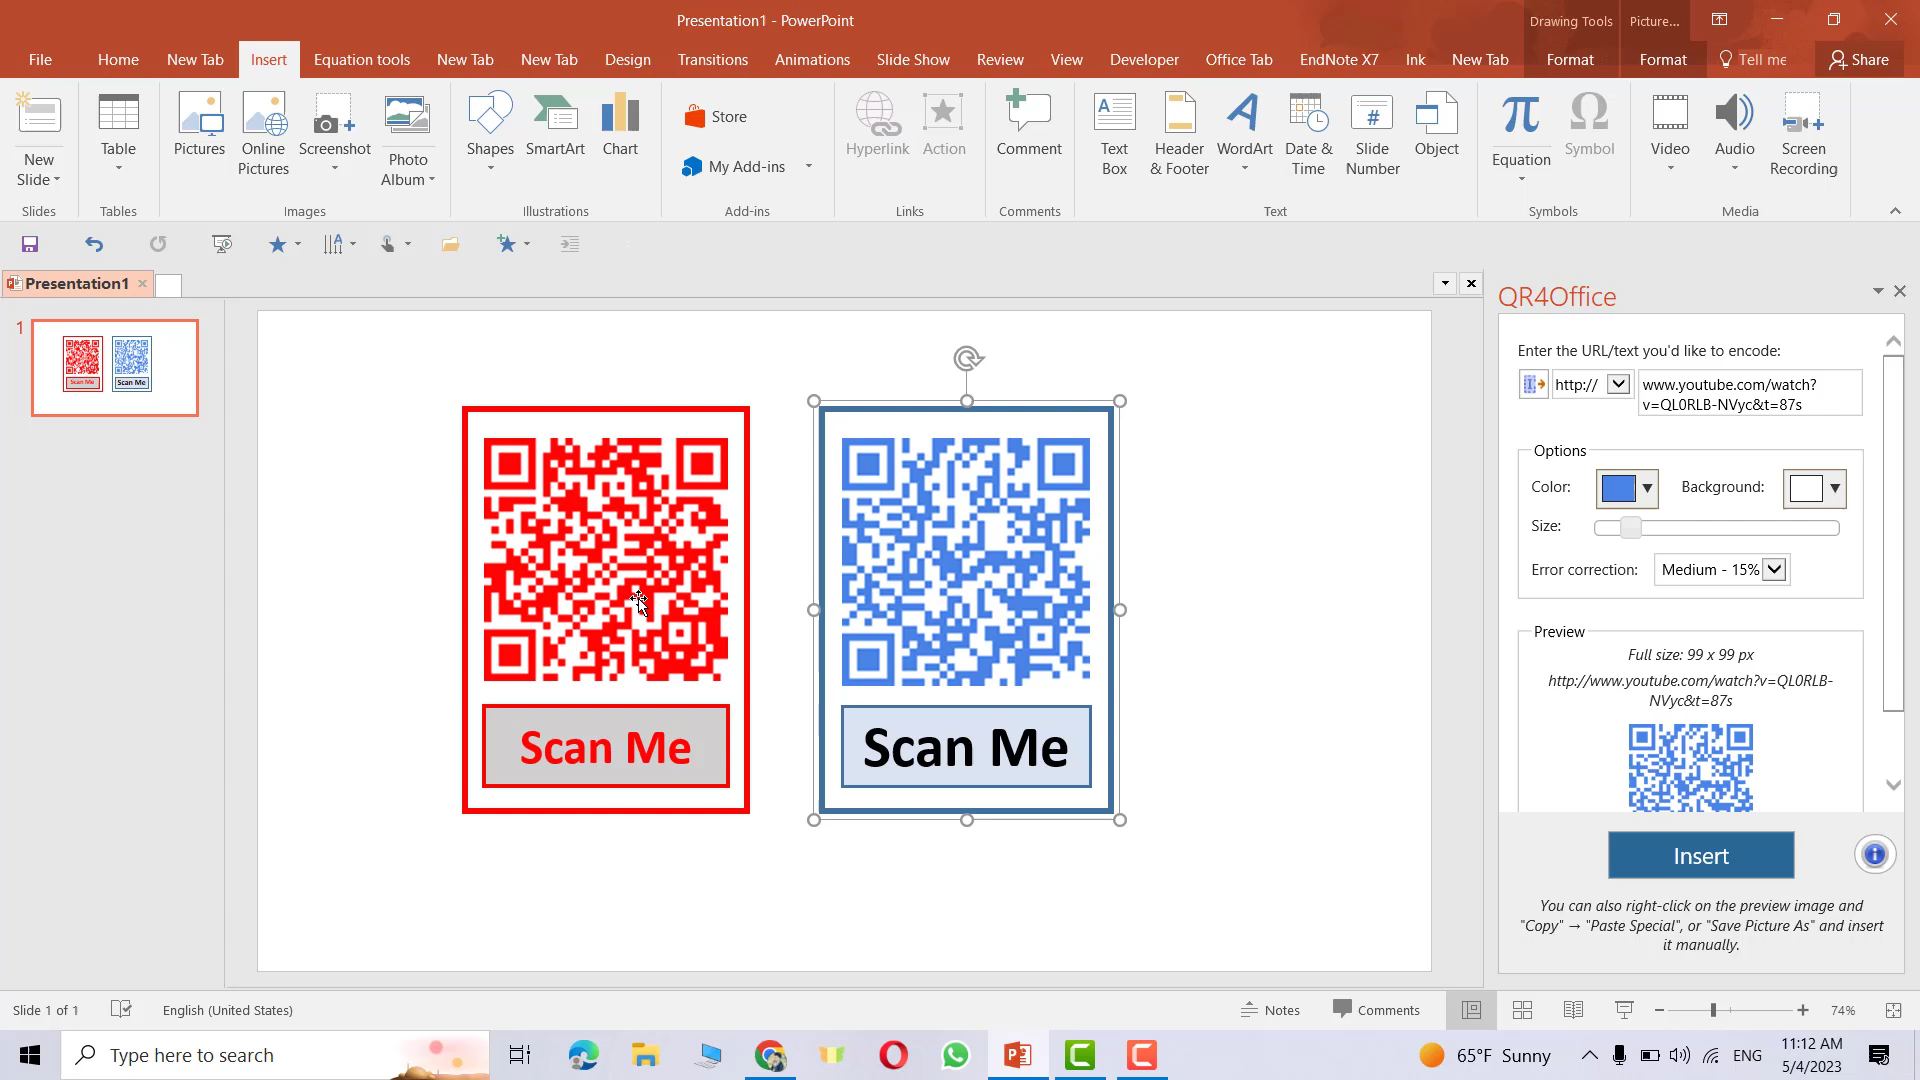 Presentation1 - PowerPoint
Drawing Tools
Picture...
File
Home
New Tab
Insert
Equation tools
New Tab
New Tab
Design
Transitions
Animations
Slide Show
Review
View
Developer
Office Tab
EndNote X7
Ink
New Tab
Format
Format
Tell me
Share
New
Slide
Table
Pictures
Online
Pictures
Screenshot
Photo
Album
Shapes
SmartArt
Chart
Store
My Add-ins
Hyperlink
Action
Comment
Text
Box
Header
& Footer
WordArt
Date &
Time
Slide
Number
Object
Equation
Symbol
Video
Audio
Screen
Recording
Slides
Tables
Images
Illustrations
Add-ins
Links
Comments
Text
Symbols
Media
Presentation1
1
Scan Me
Scan Me
Scan Me
Scan Me
QR4Office
Enter the URL/text you'd like to encode:
http://
www.youtube.com/watch?
v=QL0RLB-NVyc&t=87s
Options
Color:
Background:
Size:
Error correction:
Medium - 15%
Preview
Full size: 99 x 99 px
http://www.youtube.com/watch?v=QL0RLB-
NVyc&t=87s
Insert
You can also right-click on the preview image and
"Copy" → "Paste Special", or "Save Picture As" and insert
it manually.
Slide 1 of 1
English (United States)
Notes
Comments
74%
Type here to search
65°F Sunny
ENG
11:12 AM
5/4/2023